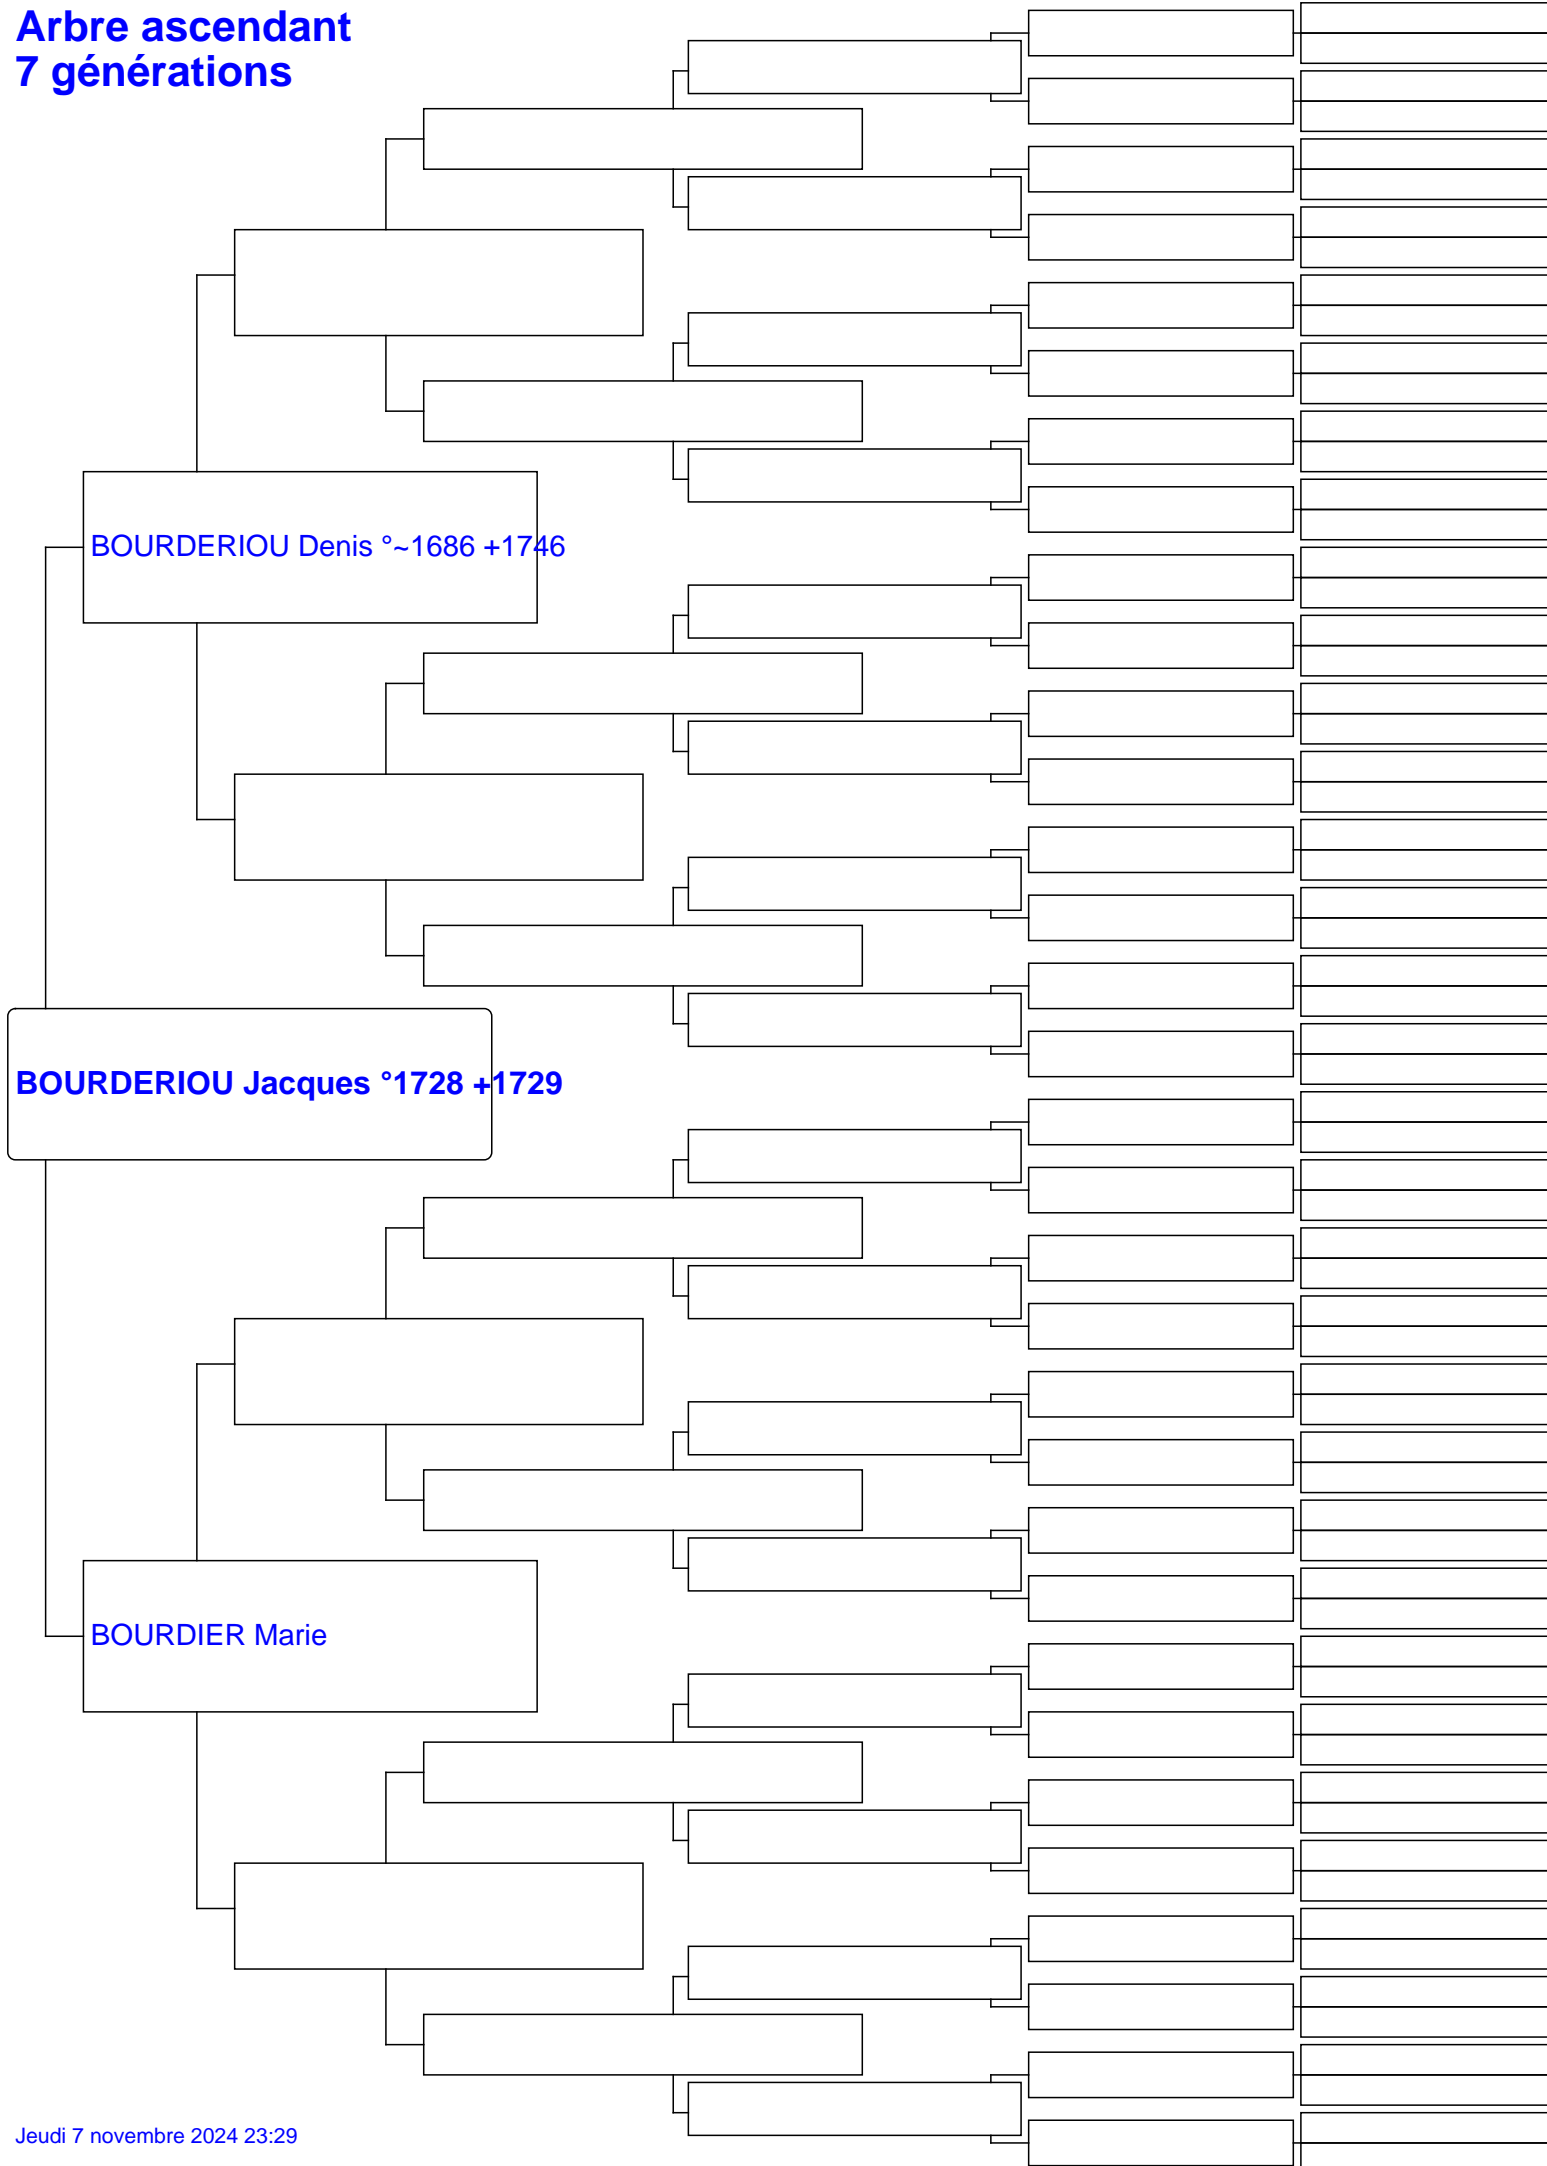 Arbre ascendant
7 générations
BOURDERIOU Denis °~1686 +1746
BOURDERIOU Jacques °1728 +1729
BOURDIER Marie
Jeudi 7 novembre 2024 23:29